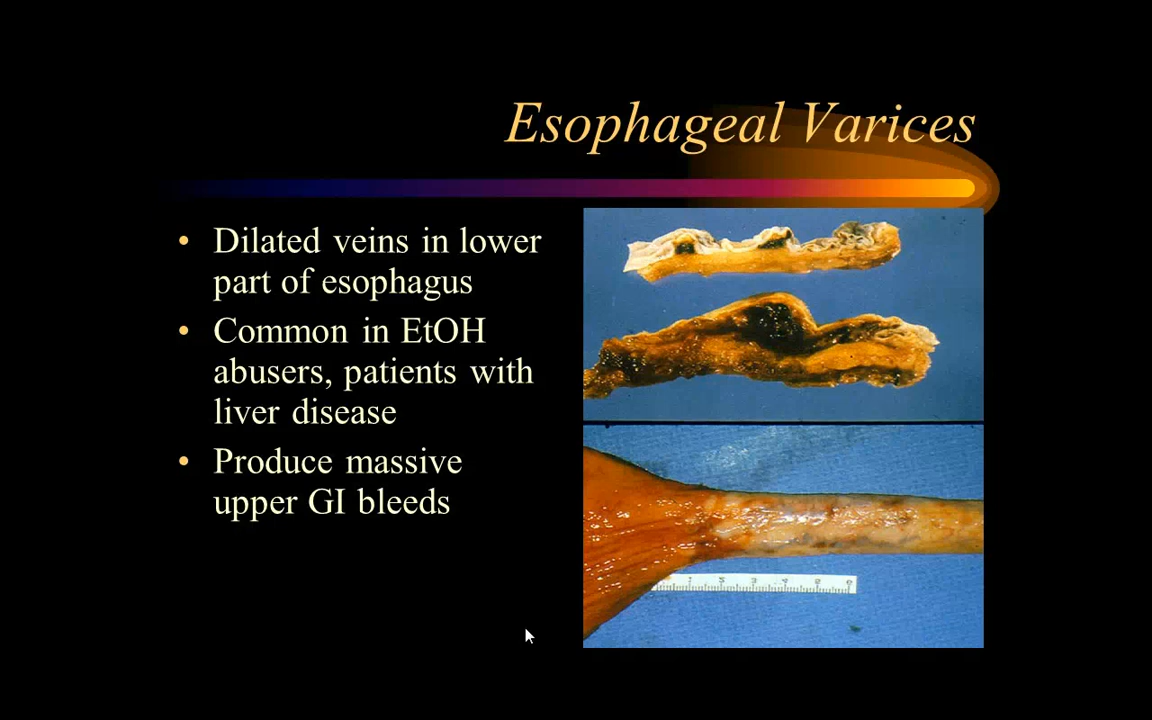 Esophageal Varices
• Dilated veins in lower
part of esophagus
• Common in EtOH
abusers, patients with
liver disease
• Produce massive
upper GI bleeds